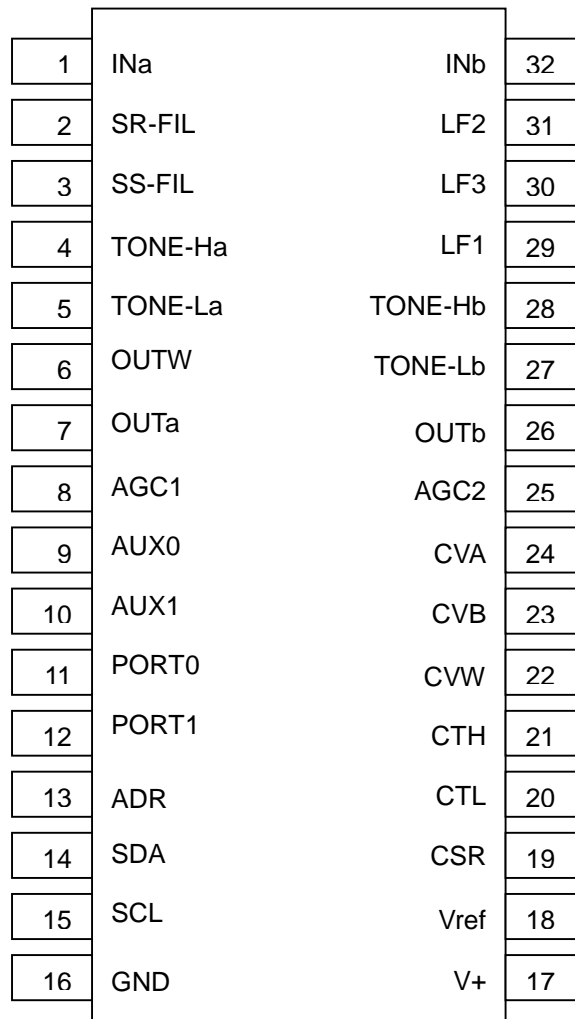 1 INa INb 32
2 SR-FIL LF2 31
3 SS-FIL LF3 30
4 TONE-Ha LF1 29
5 TONE-La TONE-Hb 28
6 OUTW TONE-Lb 27
7 OUTa OUTb 26
8 AGC1 AGC2 25
9 AUX0 CVA 24
10 AUX1 CVB 23
11 PORT0 CVW 22
12 PORT1 CTH 21
13 ADR CTL 20
14 SDA CSR 19
15 SCL Vref 18
16 GND V+ 17